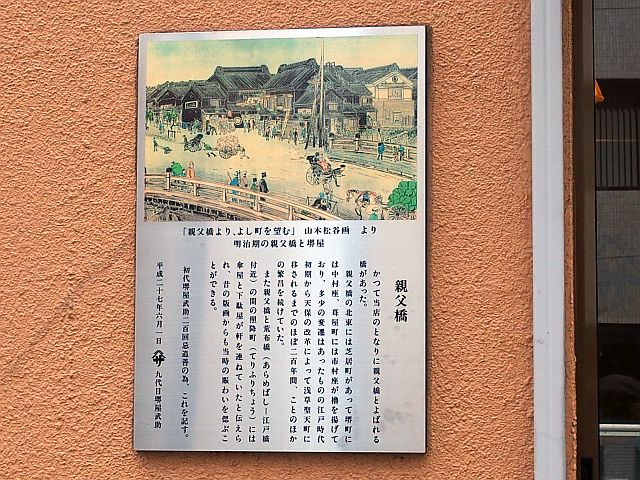 「親父橋より、よし町を望む」 山本松谷画 より
明治期の親父橋と堺屋
親父橋
かつて当店のとなりに親父橋とよばれる
橋があった。
親父橋の北東には芝居町があって堺町に
は中村座、葺屋町には市村座が櫓を揚げて
おり、多少の変遷はあったものの江戸時代
初期から天保の改革によって浅草聖天町に
移されるまでのほぼ二百年間、ことのほか
の繁昌を続けていた。
また親父橋と荒布橋(あらめばし―江戸橋
付近)の間の照降町(てりふりちょう)には
傘屋と下駄屋が軒を連ねていたと伝えら
れ、昔の版画からも当時の賑わいを偲ぶこ
とができる。
初代堺屋武助二百回忌追善の為、これを記す。
平成二十七年六月一日 九代目堺屋武助